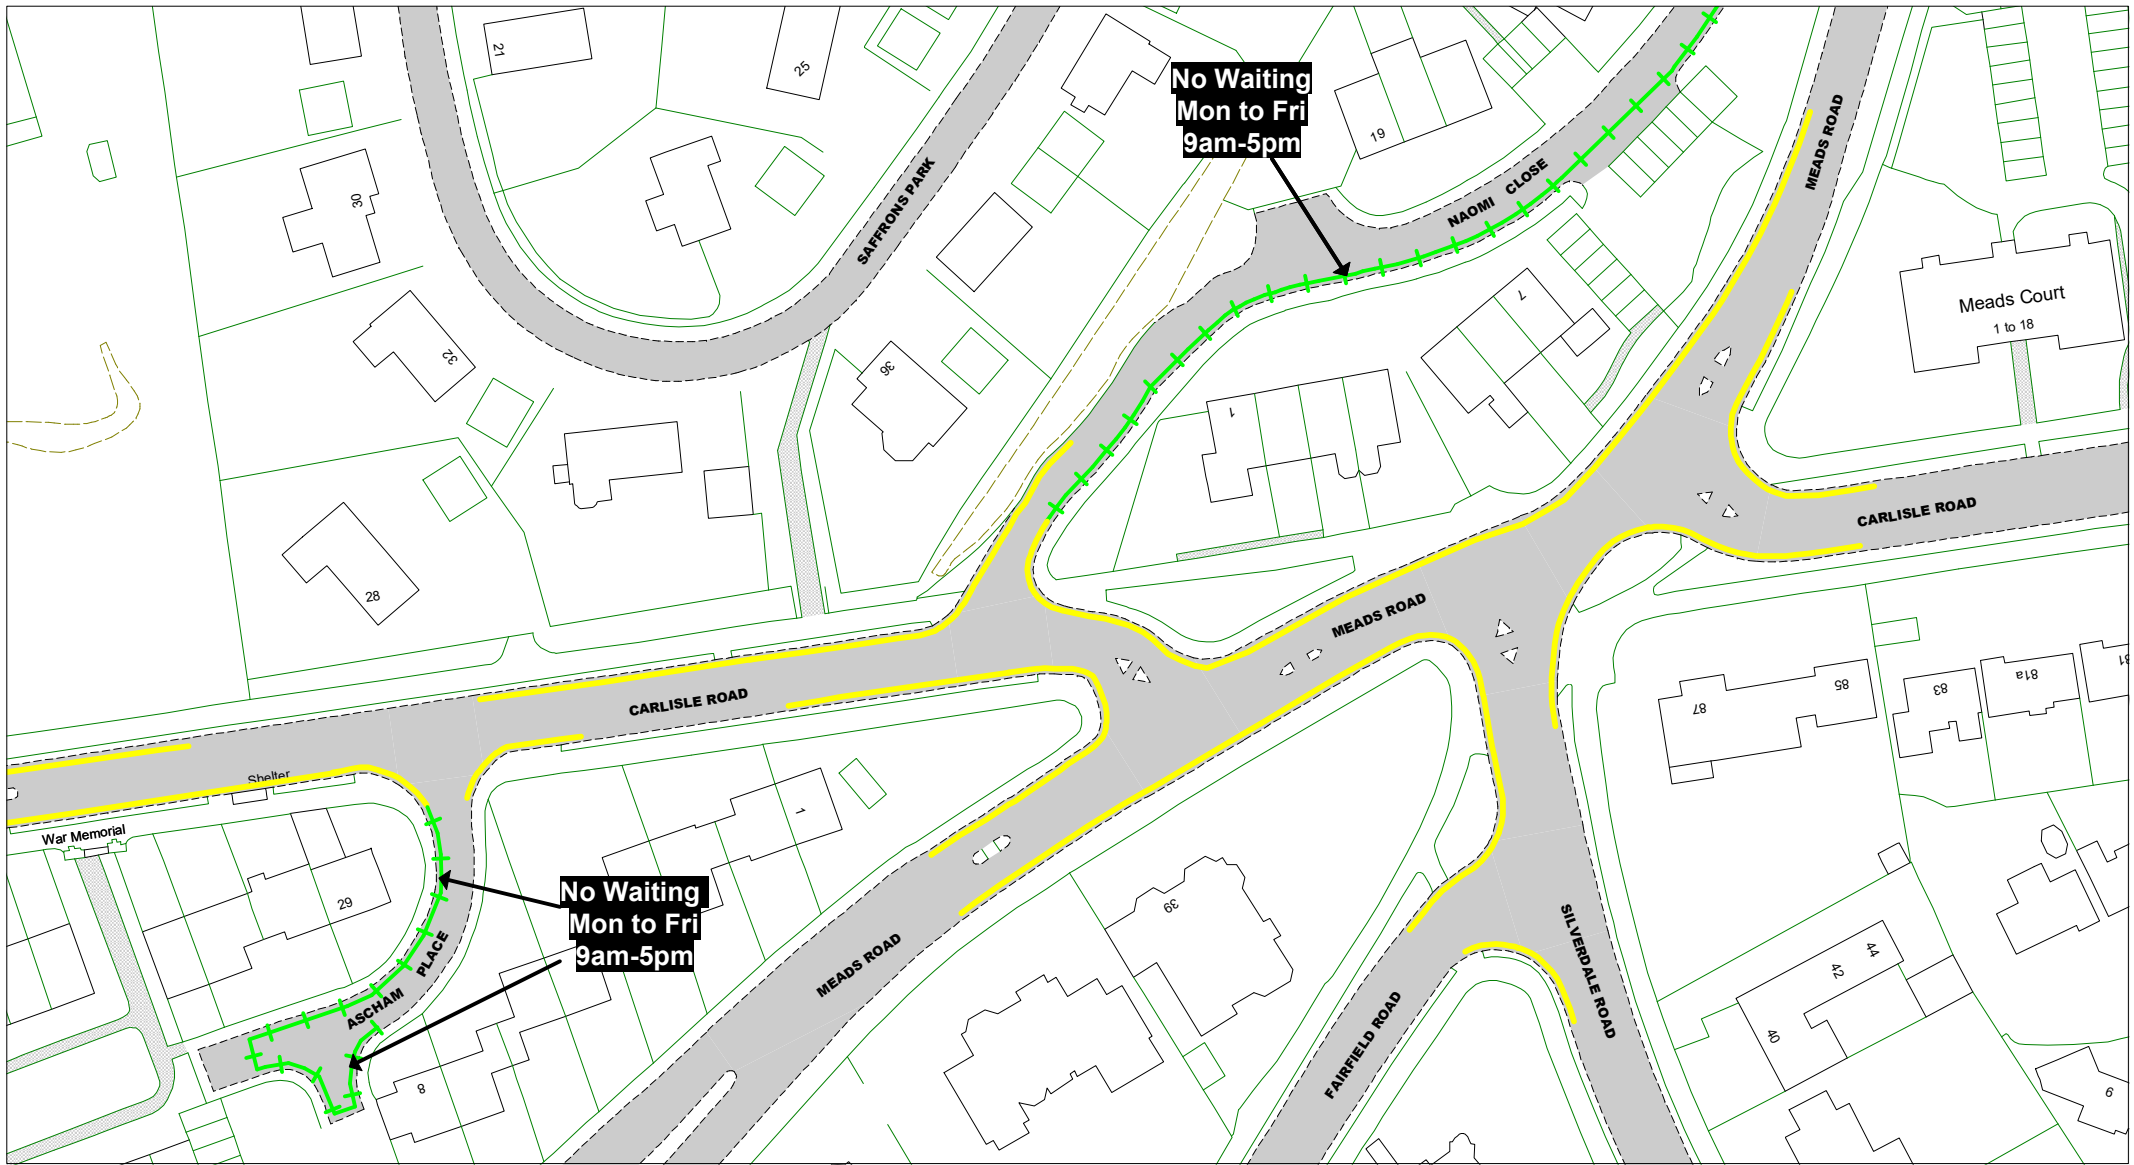 21
25
No Waiting
Mon to Fri
9am-5pm
19
MEADS ROAD
30
SAFFRONS PARK
NAOMI CLOSE
Meads Court
1 to 18
7
32
36
1
CARLISLE ROAD
28
MEADS ROAD
CARLISLE ROAD
87
85
83
81a
81
Shelter
War Memorial
1
29
No Waiting
Mon to Fri
9am-5pm
39
ASCHAM PLACE
MEADS ROAD
SILVERDALE ROAD
FAIRFIELD ROAD
44
42
40
8
6